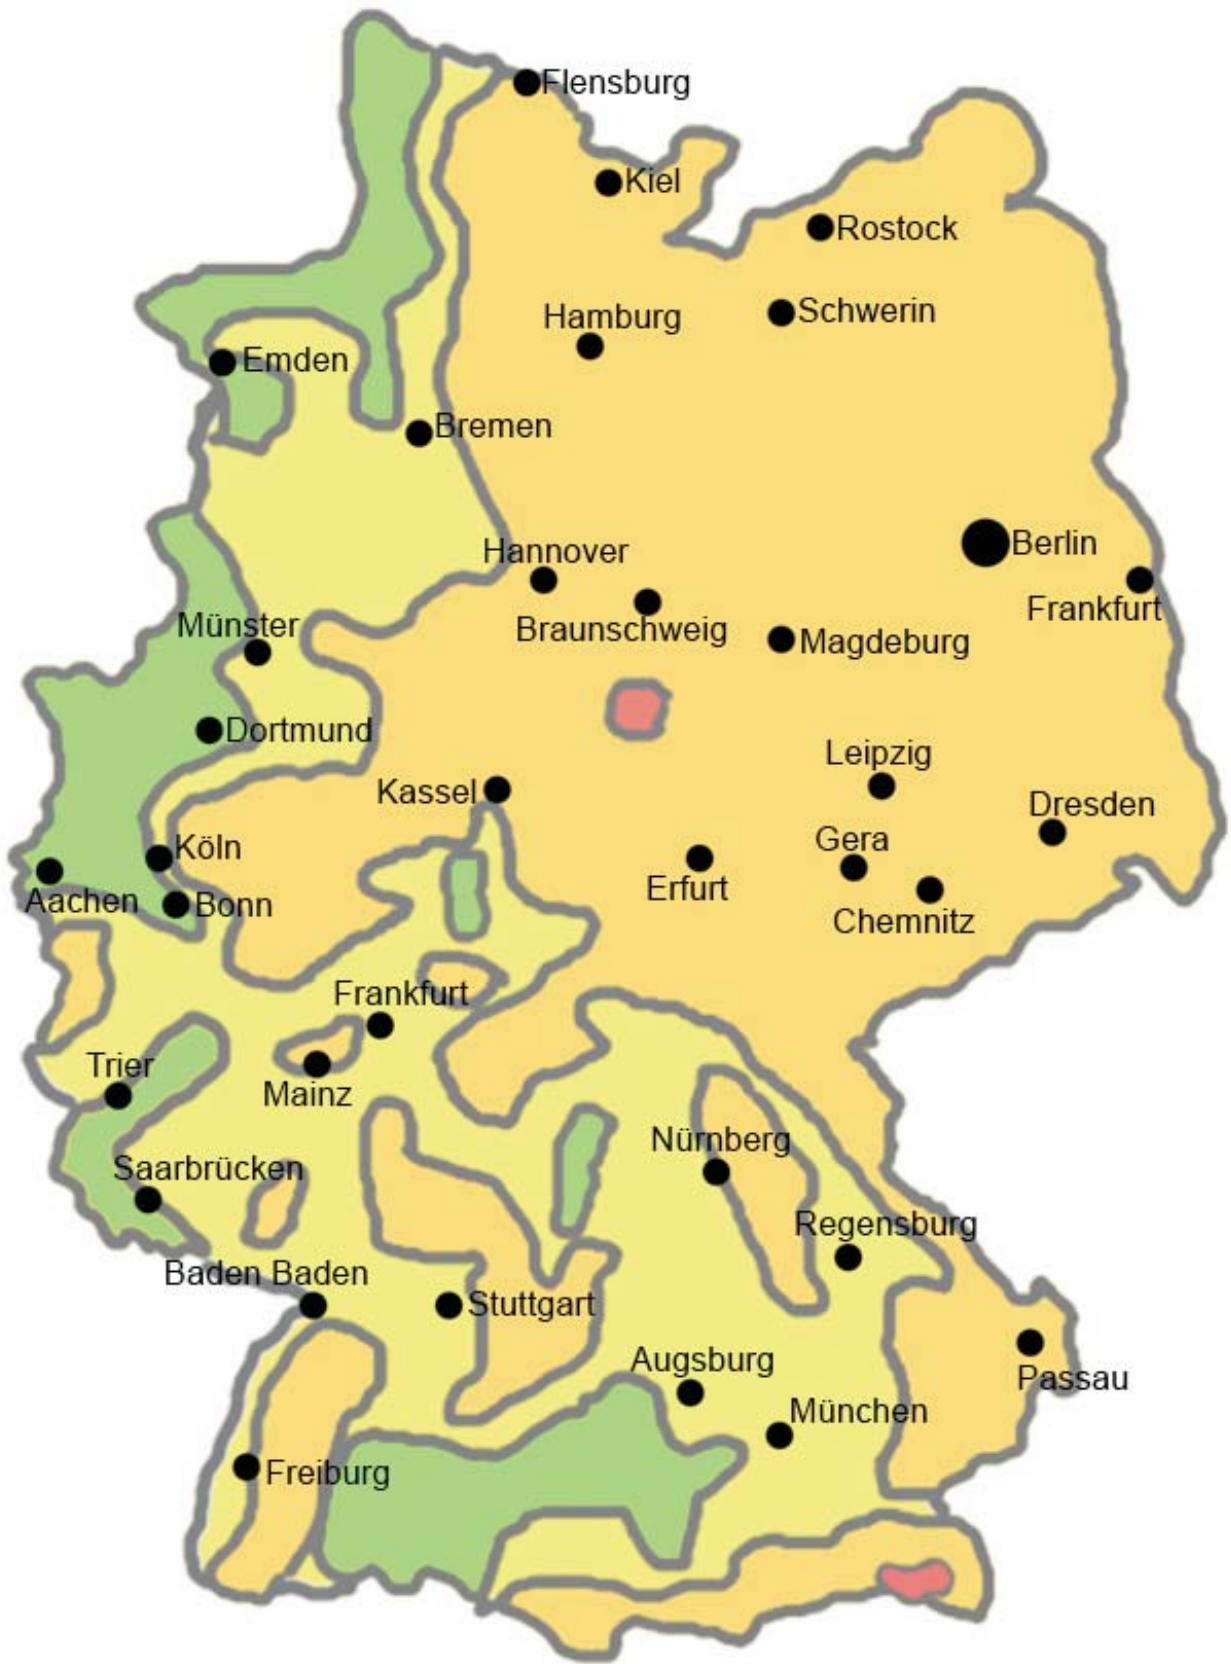 Flensburg
Kiel
Rostock
Schwerin
Hamburg
Emden
Bremen
Berlin
Hannover
Frankfurt
Braunschweig
Münster
Magdeburg
Dortmund
Leipzig
Kassel
Dresden
Gera
Köln
Erfurt
Aachen
Bonn
Chemnitz
Frankfurt
Trier
Mainz
Nürnberg
Saarbrücken
Regensburg
Baden Baden
Stuttgart
Augsburg
Passau
München
Freiburg